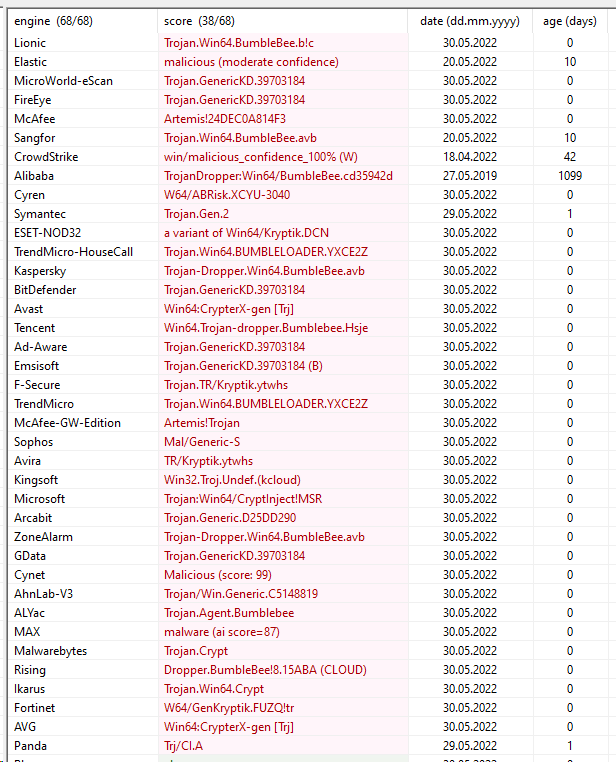 engine (68/68) score (38/68) date (dd.mm.yyyy) age (days)
Lionic Trojan.Win64.BumbleBee.b!c 30.05.2022 0
Elastic malicious (moderate confidence) 20.05.2022 10
MicroWorld-eScan Trojan.GenericKD.39703184 30.05.2022 0
FireEye Trojan.GenericKD.39703184 30.05.2022 0
McAfee Artemis!24DEC0A814F3 30.05.2022 0
Sangfor Trojan.Win64.BumbleBee.avb 20.05.2022 10
CrowdStrike win/malicious_confidence_100% (W) 18.04.2022 42
Alibaba TrojanDropper:Win64/BumbleBee.cd35942d 27.05.2019 1099
Cyren W64/ABRisk.XCYU-3040 30.05.2022 0
Symantec Trojan.Gen.2 29.05.2022 1
ESET-NOD32 a variant of Win64/Kryptik.DCN 30.05.2022 0
TrendMicro-HouseCall Trojan.Win64.BUMBLELOADER.YXCE2Z 30.05.2022 0
Kaspersky Trojan-Dropper.Win64.BumbleBee.avb 30.05.2022 0
BitDefender Trojan.GenericKD.39703184 30.05.2022 0
Avast Win64:CrypterX-gen [Trj] 30.05.2022 0
Tencent Win64.Trojan-dropper.Bumblebee.Hsje 30.05.2022 0
Ad-Aware Trojan.GenericKD.39703184 30.05.2022 0
Emsisoft Trojan.GenericKD.39703184 (B) 30.05.2022 0
F-Secure Trojan.TR/Kryptik.ytwhs 30.05.2022 0
TrendMicro Trojan.Win64.BUMBLELOADER.YXCE2Z 30.05.2022 0
McAfee-GW-Edition Artemis!Trojan 30.05.2022 0
Sophos Mal/Generic-S 30.05.2022 0
Avira TR/Kryptik.ytwhs 30.05.2022 0
Kingsoft Win32.Troj.Undef.(kcloud) 30.05.2022 0
Microsoft Trojan:Win64/CryptInject!MSR 30.05.2022 0
Arcabit Trojan.Generic.D25DD290 30.05.2022 0
ZoneAlarm Trojan-Dropper.Win64.BumbleBee.avb 30.05.2022 0
GData Trojan.GenericKD.39703184 30.05.2022 0
Cynet Malicious (score: 99) 30.05.2022 0
AhnLab-V3 Trojan/Win.Generic.C5148819 30.05.2022 0
ALYac Trojan.Agent.Bumblebee 30.05.2022 0
MAX malware (ai score=87) 30.05.2022 0
Malwarebytes Trojan.Crypt 30.05.2022 0
Rising Dropper.BumbleBee!8.15ABA (CLOUD) 30.05.2022 0
Ikarus Trojan.Win64.Crypt 30.05.2022 0
Fortinet W64/GenKryptik.FUZQ!tr 30.05.2022 0
AVG Win64:CrypterX-gen [Trj] 30.05.2022 0
Panda Trj/CI.A 29.05.2022 1